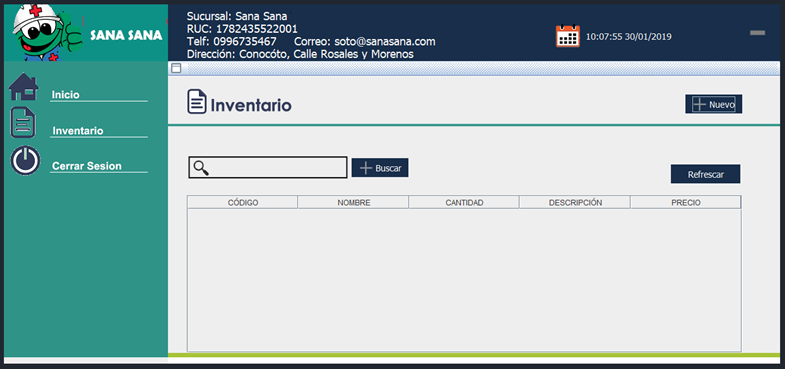 SANA SANA
Sucursal: Sana Sana
RUC: 1782435522001
Telf: 0996735467 Correo: soto@sanasana.com
Dirección: Conocóto, Calle Rosales y Morenos
10:07:55 30/01/2019
Inicio
Inventario
Cerrar Sesion
Inventario
Nuevo
Buscar
Refrescar
CÓDIGO NOMBRE CANTIDAD DESCRIPCIÓN PRECIO